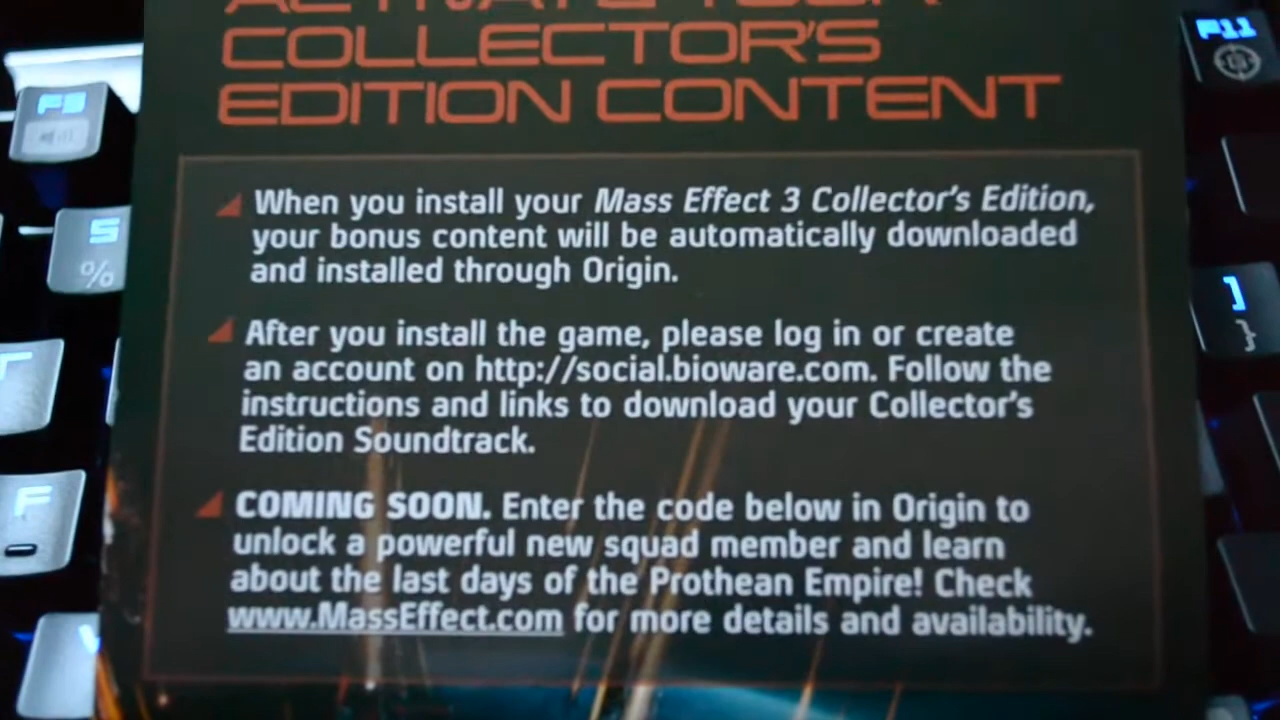 ACTIVATE YOUR
COLLECTOR'S
EDITION CONTENT
When you install your Mass Effect 3 Collector's Edition,
your bonus content will be automatically downloaded
and installed through Origin.
After you install the game, please log in or create
an account on http://social.bioware.com. Follow the
instructions and links to download your Collector's
Edition Soundtrack.
COMING SOON. Enter the code below in Origin to
unlock a powerful new squad member and learn
about the last days of the Prothean Empire! Check
www.MassEffect.com for more details and availability.
F11
5
%
]
}
F